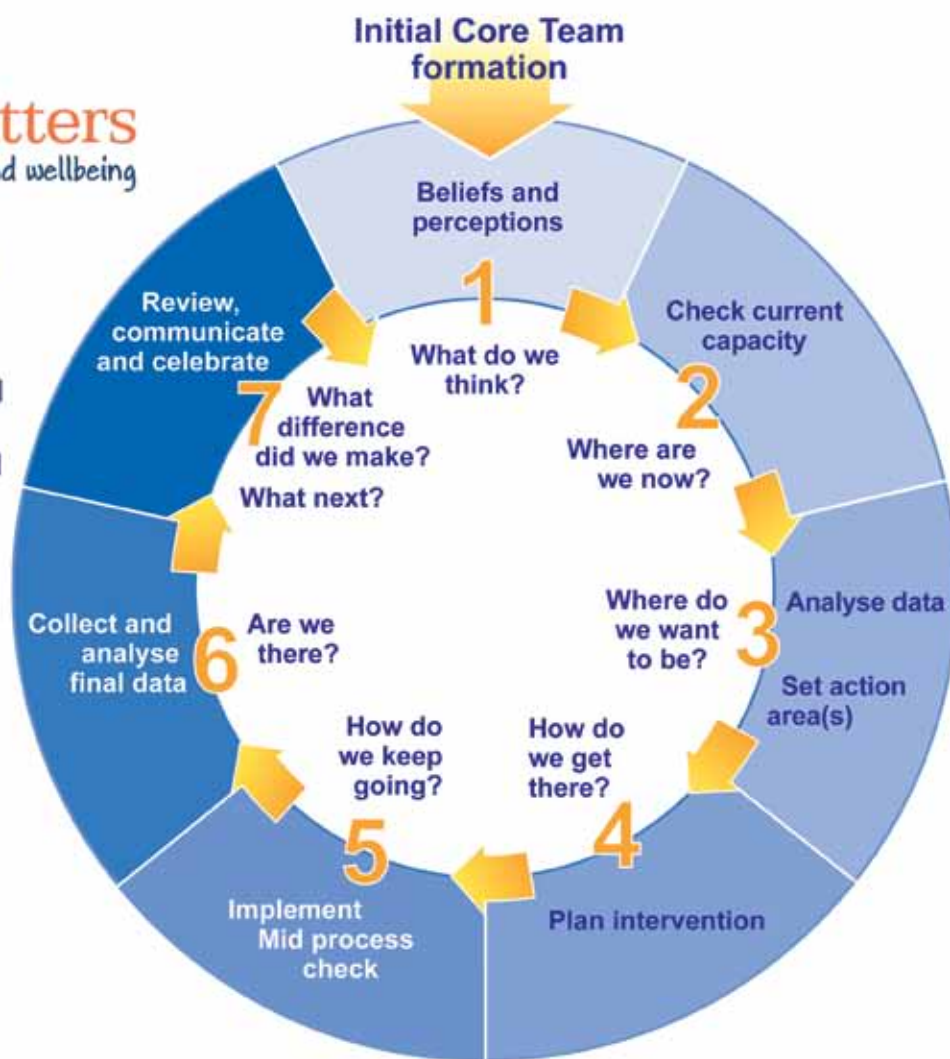 Initial Core Team
formation
wellbeing
Beliefs and
perceptions
1
What do we
think?
Check current
capacity
2
Where are
we now?
Analyse data
Set action
area(s)
3
Where do
we want
to be?
Plan intervention
4
How do
we get
there?
Implement
Mid process
check
5
How do
we keep
going?
Collect and
analyse
final data
6
Are we
there?
Review,
communicate
and celebrate
7
What
difference
did we make?
What next?